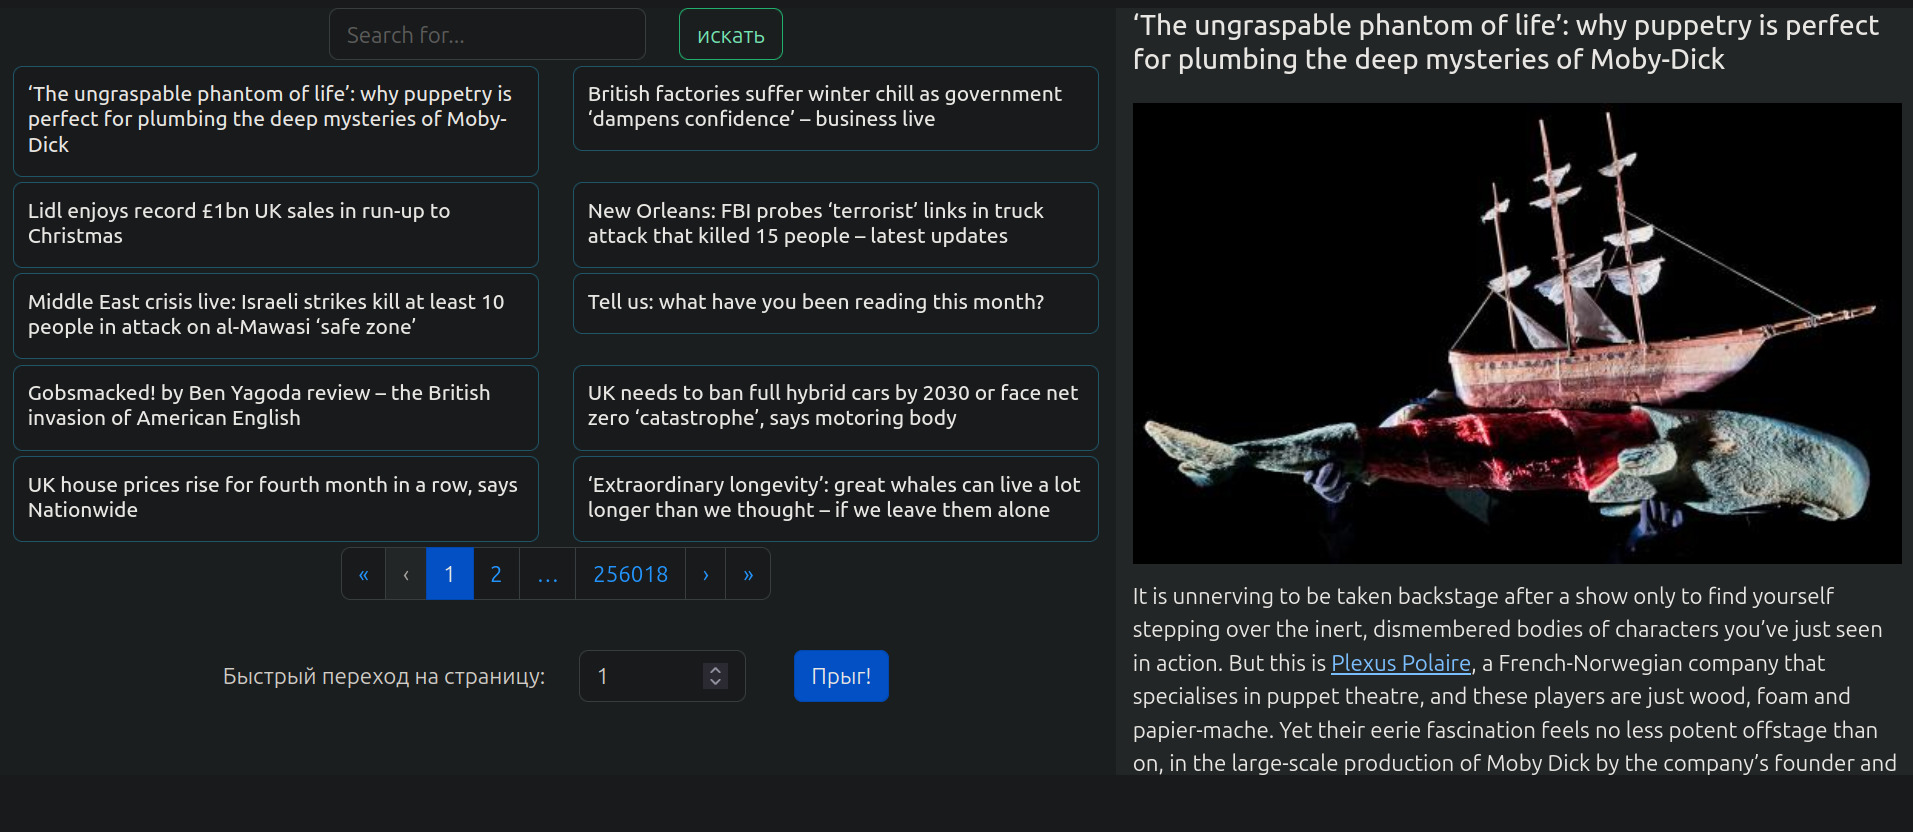 Search for...
искать
‘The ungraspable phantom of life’: why puppetry is
perfect for plumbing the deep mysteries of Moby-
Dick
British factories suffer winter chill as government
‘dampens confidence’ – business live
Lidl enjoys record £1bn UK sales in run-up to
Christmas
New Orleans: FBI probes ‘terrorist’ links in truck
attack that killed 15 people – latest updates
Middle East crisis live: Israeli strikes kill at least 10
people in attack on al-Mawasi ‘safe zone’
Tell us: what have you been reading this month?
Gobsmacked! by Ben Yagoda review – the British
invasion of American English
UK needs to ban full hybrid cars by 2030 or face net
zero ‘catastrophe’, says motoring body
UK house prices rise for fourth month in a row, says
Nationwide
‘Extraordinary longevity’: great whales can live a lot
longer than we thought – if we leave them alone
« ‹ 1 2 … 256018 › »
Быстрый переход на страницу: 1 Прыг!
‘The ungraspable phantom of life’: why puppetry is perfect
for plumbing the deep mysteries of Moby-Dick
It is unnerving to be taken backstage after a show only to find yourself
stepping over the inert, dismembered bodies of characters you’ve just seen
in action. But this is Plexus Polaire, a French-Norwegian company that
specialises in puppet theatre, and these players are just wood, foam and
papier-mache. Yet their eerie fascination feels no less potent offstage than
on, in the large-scale production of Moby Dick by the company’s founder and